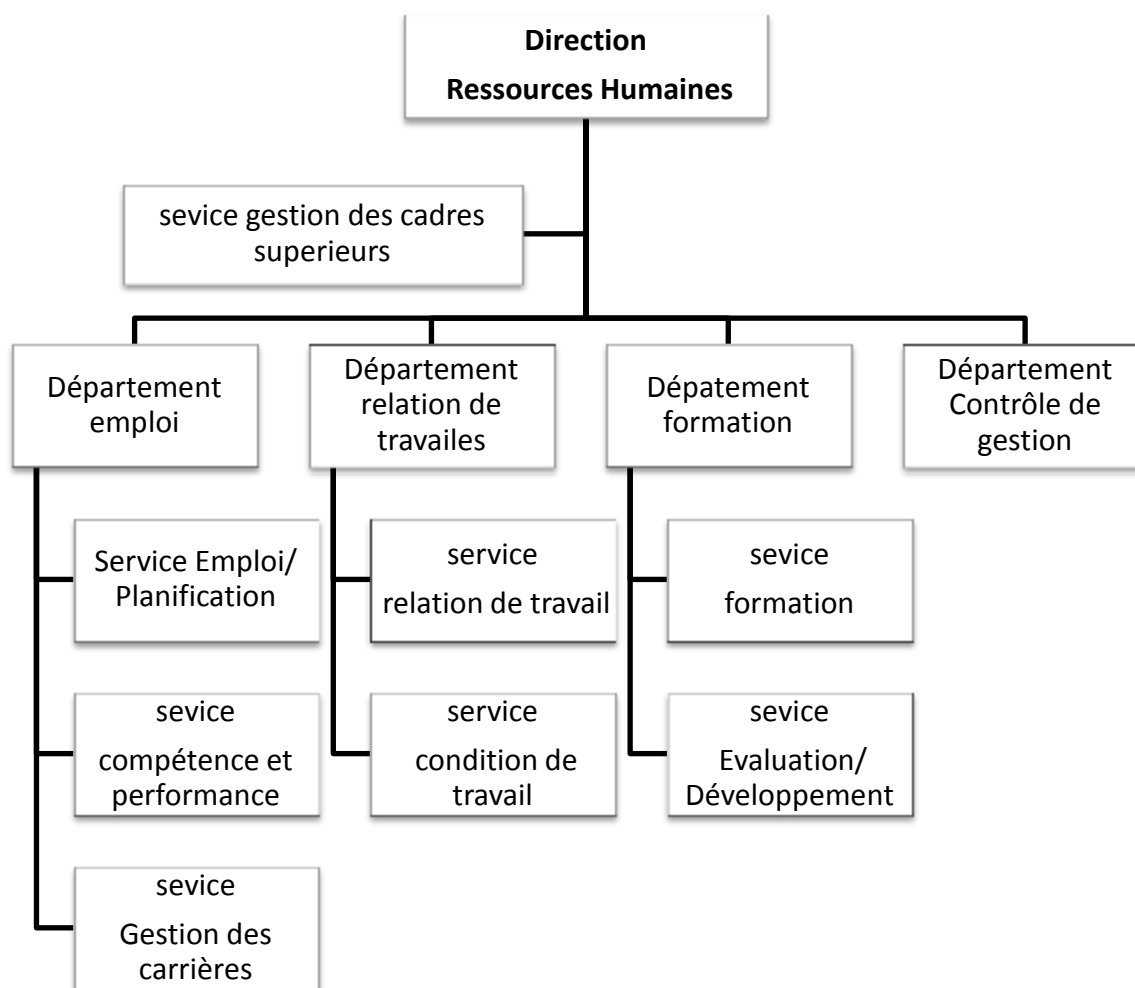 Direction
Ressources Humaines
sevice gestion des cadres
superieurs
Département
emploi
Département
relation de
travailes
Dépatement
formation
Département
Contrôle de
gestion
Service Emploi/
Planification
service
relation de travail
sevice
formation
sevice
compétence et
performance
service
condition de
travail
sevice
Evaluation/
Développement
sevice
Gestion des
carrières